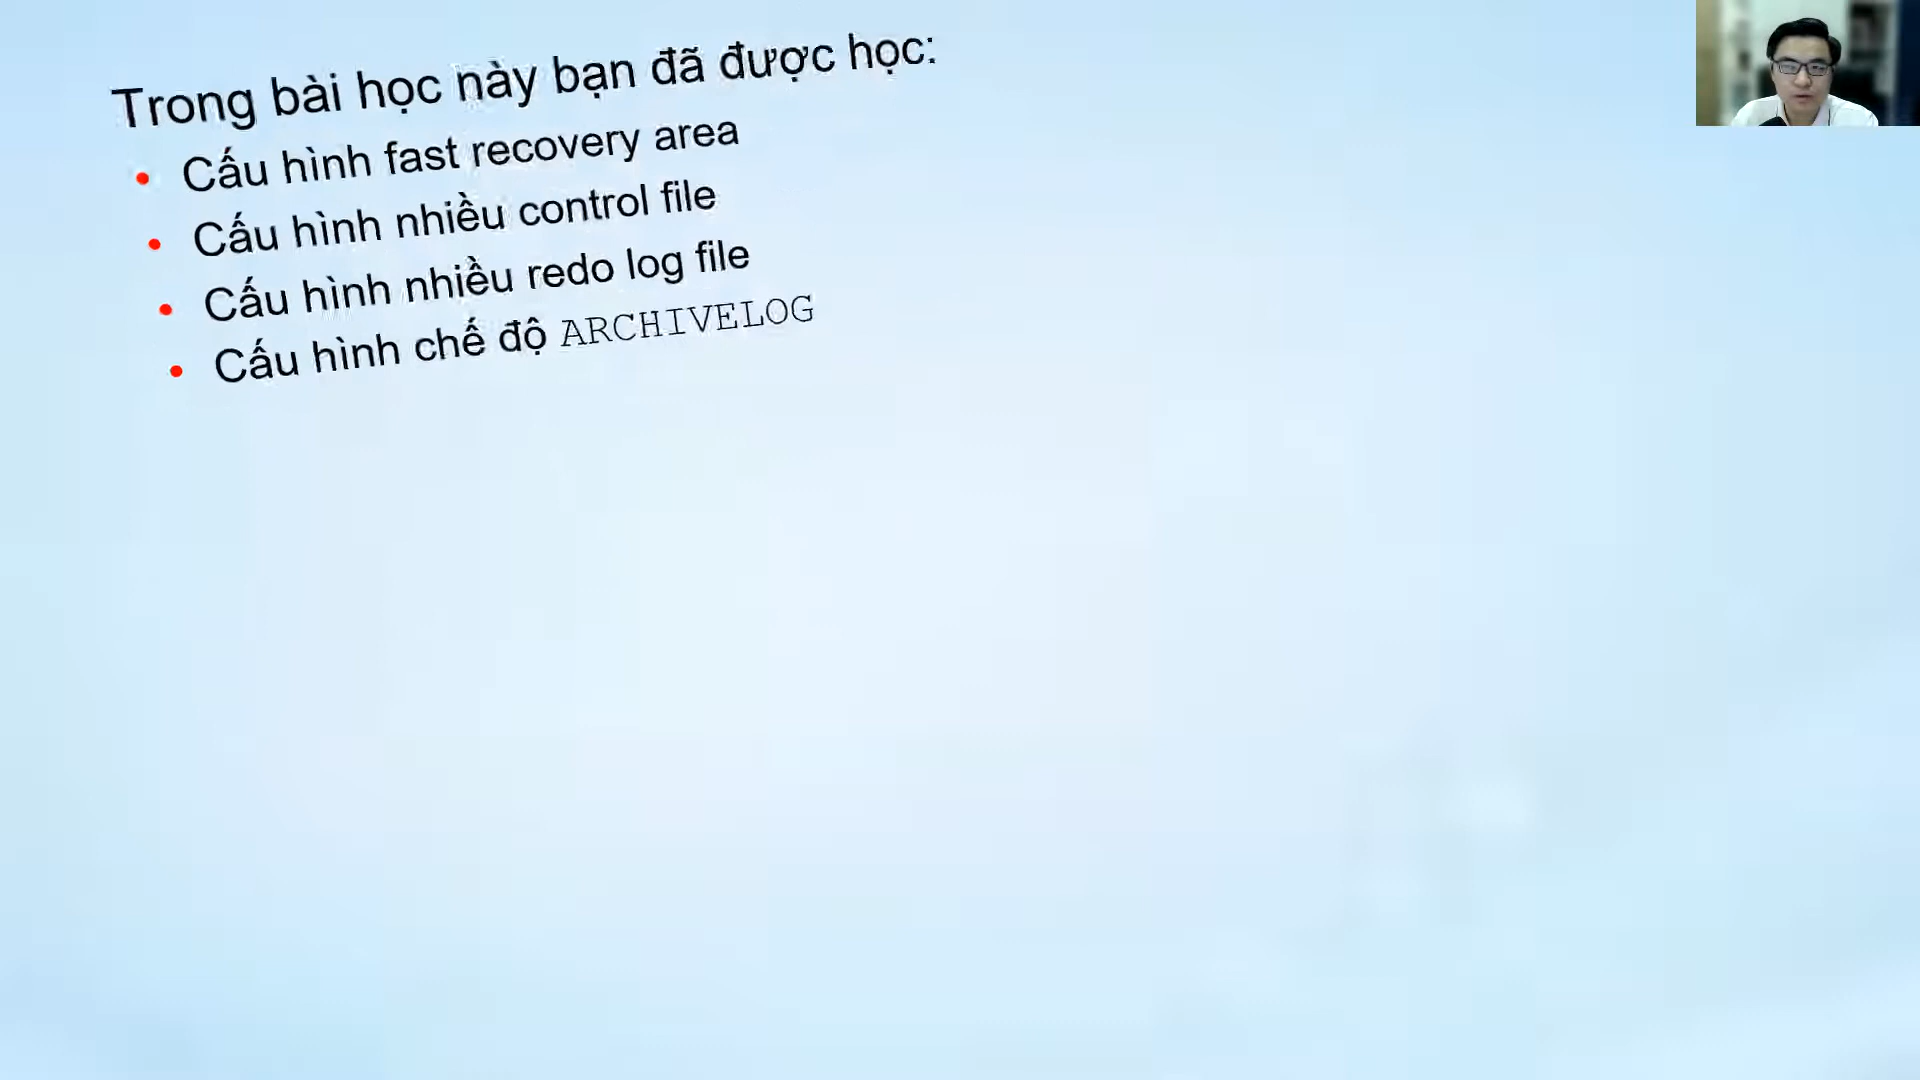 Trong bài học này bạn đã được học:
• Cấu hình fast recovery area
• Cấu hình nhiều control file
• Cấu hình nhiều redo log file
• Cấu hình chế độ ARCHIVELOG